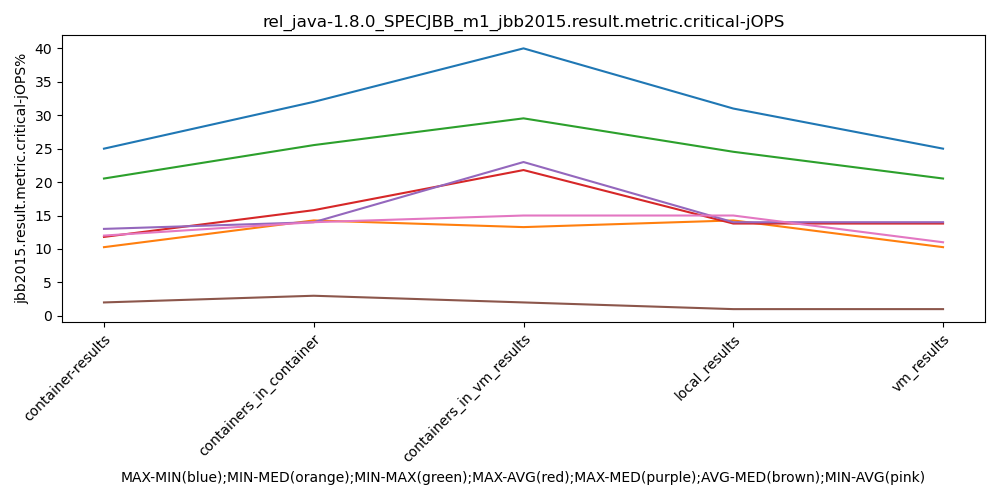 rel_java-1.8.0_SPECJBB_m1_jbb2015.result.metric.critical-jOPS
jbb2015.result.metric.critical-jOPS%
40
35
30
25
20
15
10
5
0
container-results
containers_in_container
containers_in_vm_results
local_results
vm_results
MAX-MIN(blue);MIN-MED(orange);MIN-MAX(green);MAX-AVG(red);MAX-MED(purple);AVG-MED(brown);MIN-AVG(pink)